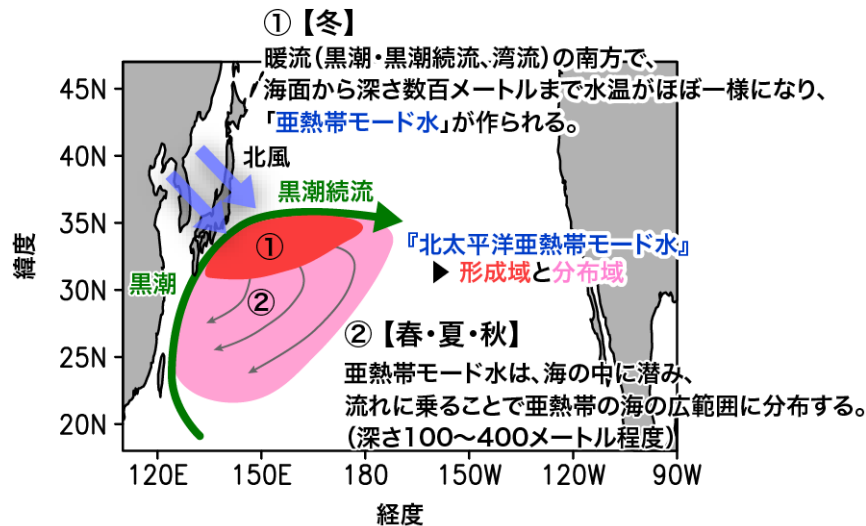 ① 【冬】
暖流(黒潮・黒潮続流、湾流)の南方で、
海面から深さ数百メートルまで水温がほぼ一様になり、
「亜熱帯モード水」が作られる。
45N
40N
35N
30N
25N
20N
緯度
北風
黒潮続流
黒潮
①
②
『北太平洋亜熱帯モード水』
▶ 形成域と分布域
② 【春・夏・秋】
亜熱帯モード水は、海の中に潜み、
流れに乗ることで亜熱帯の海の広範囲に分布する。
(深さ100〜400メートル程度)
120E 150E 180 150W 120W 90W
経度